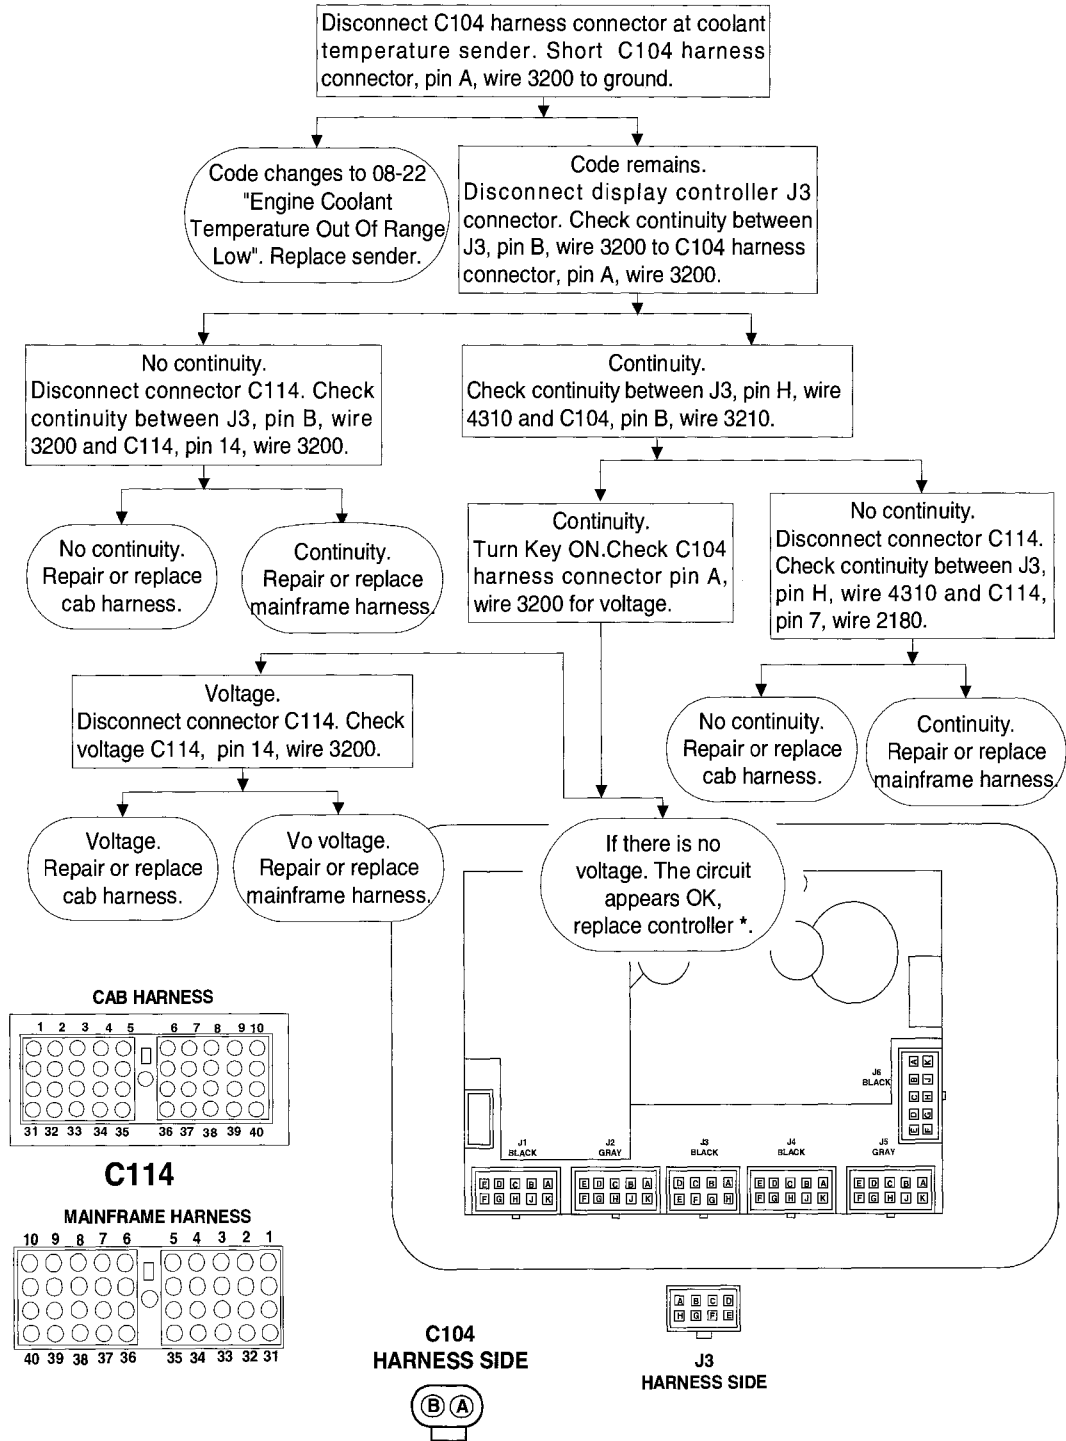 Disconnect C104 harness connector at coolant
temperature sender. Short C104 harness
connector, pin A, wire 3200 to ground.
Code changes to 08-22
"Engine Coolant
Temperature Out Of Range
Low". Replace sender.
Code remains.
Disconnect display controller J3
connector. Check continuity between
J3, pin B, wire 3200 to C104 harness
connector, pin A, wire 3200.
No continuity.
Disconnect connector C114. Check
continuity between J3, pin B, wire
3200 and C114, pin 14, wire 3200.
Continuity.
Check continuity between J3, pin H, wire
4310 and C104, pin B, wire 3210.
No continuity.
Repair or replace
cab harness.
Continuity.
Repair or replace
mainframe harness.
Continuity.
Turn Key ON.Check C104
harness connector pin A,
wire 3200 for voltage.
No continuity.
Disconnect connector C114.
Check continuity between J3,
pin H, wire 4310 and C114,
pin 7, wire 2180.
Voltage.
Disconnect connector C114. Check
voltage C114, pin 14, wire 3200.
No continuity.
Repair or replace
cab harness.
Continuity.
Repair or replace
mainframe harness.
Voltage.
Repair or replace
cab harness.
Vo voltage.
Repair or replace
mainframe harness.
If there is no
voltage. The circuit
appears OK,
replace controller *.
CAB HARNESS
1 2 3 4 5 6 7 8 9 10
31 32 33 34 35 36 37 38 39 40
C114
MAINFRAME HARNESS
10 9 8 7 6 5 4 3 2 1
40 39 38 37 36 35 34 33 32 31
J6
BLACK
E D C B A
F G H J K
J1
BLACK
J2
GRAY
J3
BLACK
J4
BLACK
J5
GRAY
E D C B A E D C B A D C B A E D C B A E D C B A
F G H J K F G H J K E F G H F G H J K F G H J K
A B C D
H G F E
J3
HARNESS SIDE
C104
HARNESS SIDE
B A